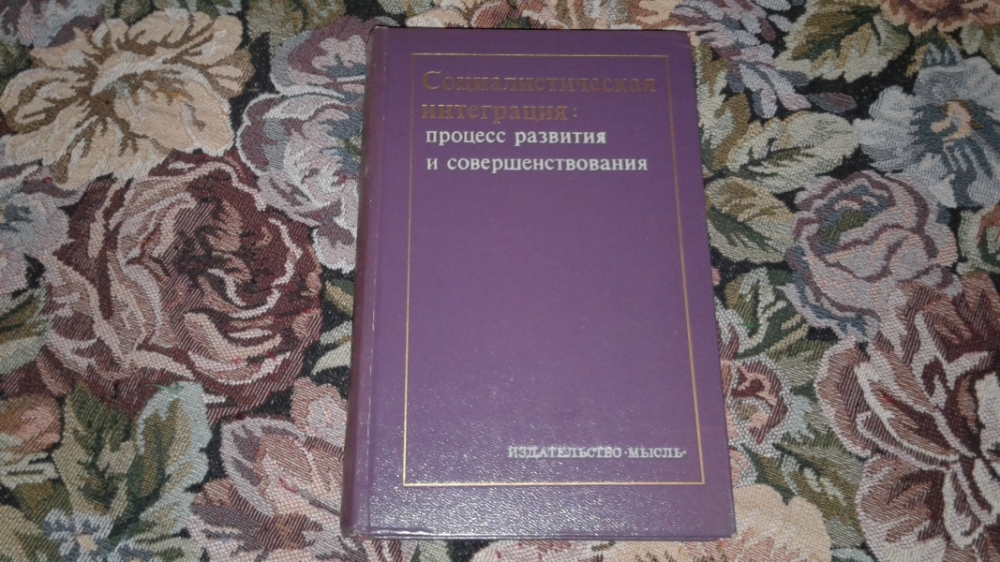 Социалистическая
интеграция:
процесс развития
и совершенствования
ИЗДАТЕЛЬСТВО «МЫСЛЬ»